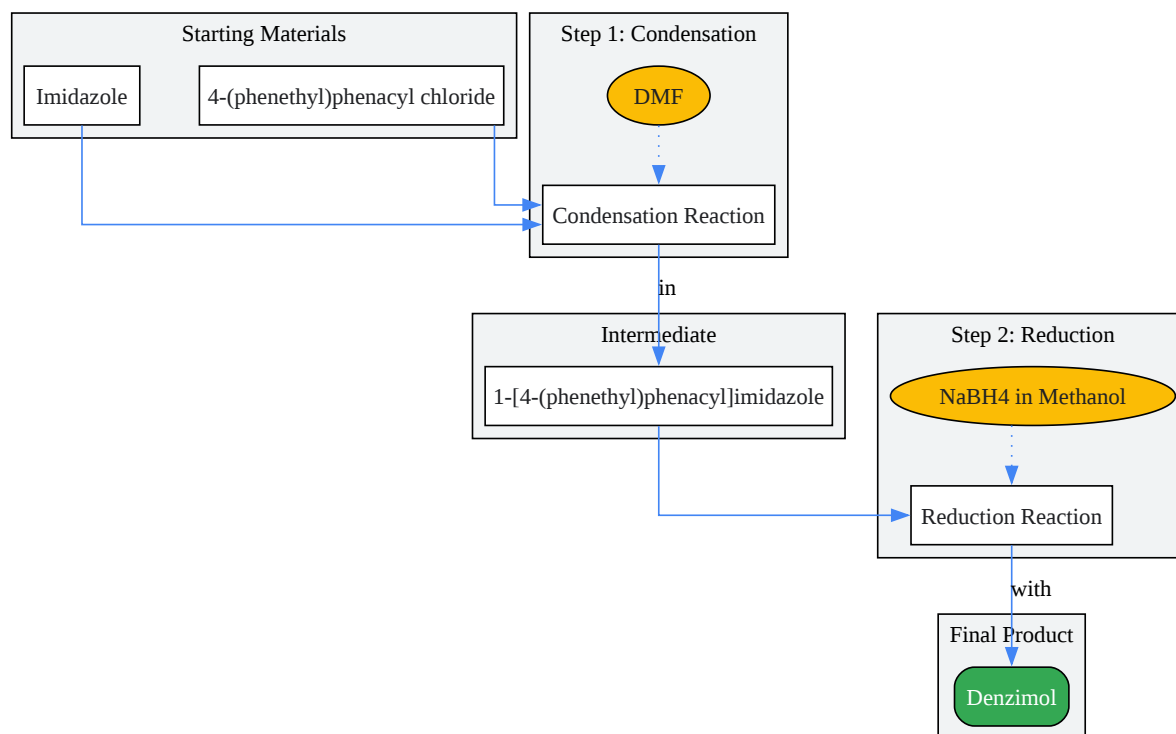 Starting Materials
Imidazole
4-(phenethyl)phenacyl chloride
Step 1: Condensation
DMF
Condensation Reaction
in
Intermediate
1-[4-(phenethyl)phenacyl]imidazole
Step 2: Reduction
NaBH4 in Methanol
Reduction Reaction
with
Final Product
Denzimol